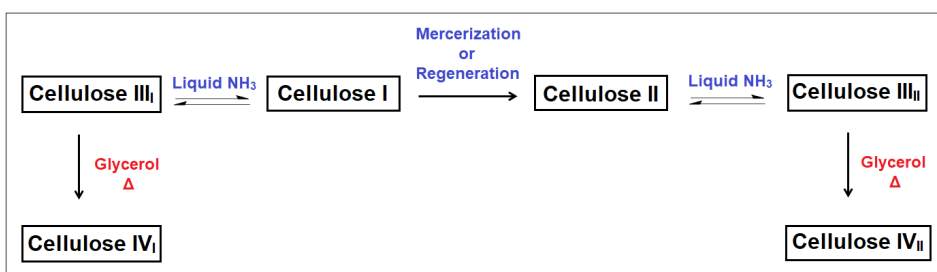 Mercerization
or
Regeneration
Cellulose IIII
Liquid NH3
Cellulose I
Cellulose II
Liquid NH3
Cellulose IIIII
Glycerol
Δ
Glycerol
Δ
Cellulose IVI
Cellulose IVII